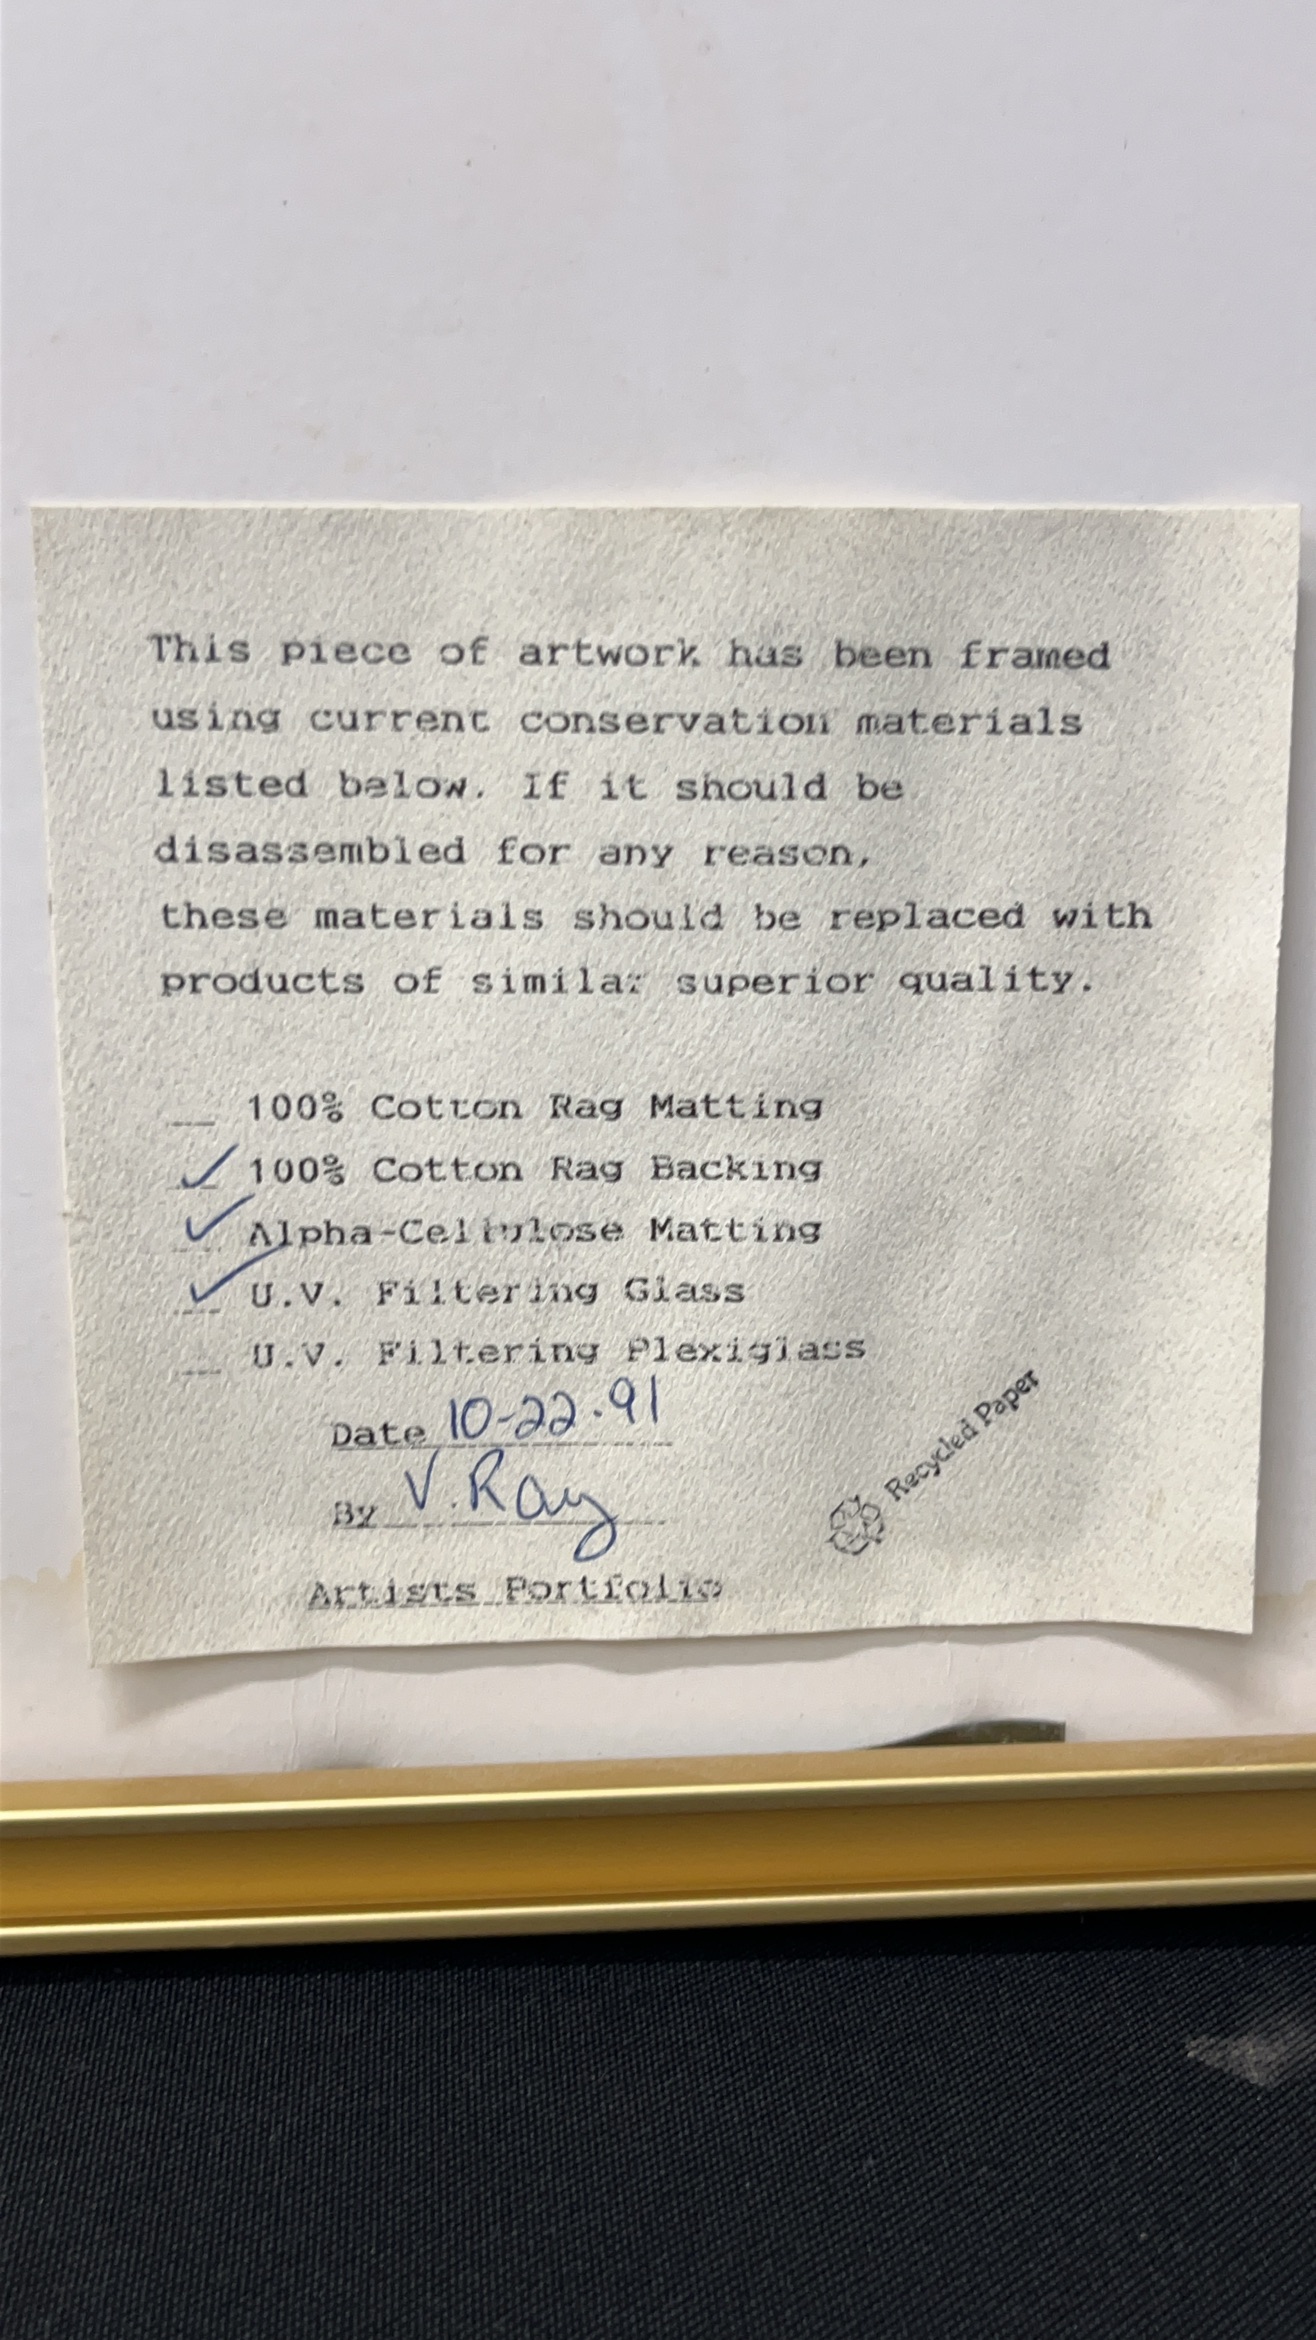 This piece of artwork has been framed
using current conservation materials
listed below. If it should be
disassembled for any reason,
these materials should be replaced with
products of similar superior quality.
__ 100% Cotton Rag Matting
✓ 100% Cotton Rag Backing
✓ Alpha-Cellulose Matting
✓ U.V. Filtering Glass
__ U.V. Filtering Plexiglass
Date 10-22.91
By V. Ray
Recycled Paper
Artists Portfolio